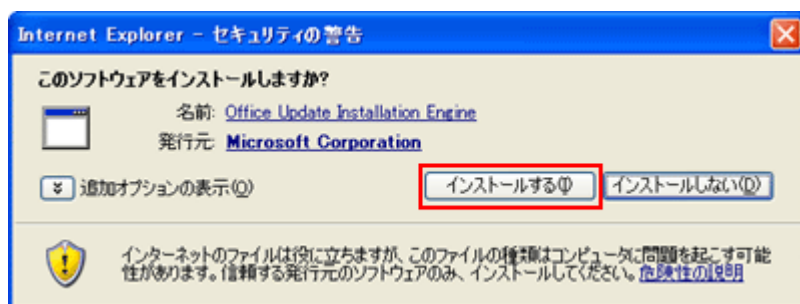 Internet Explorer - セキュリティの警告
このソフトウェアをインストールしますか?
名前: Office Update Installation Engine
発行元: Microsoft Corporation
追加オプションの表示(O)
インストールする(I)
インストールしない(D)
インターネットのファイルは役に立ちますが、このファイルの種類はコンピュータに問題を起こす可能
性があります。信頼する発行元のソフトウェアのみ、インストールしてください。危険性の説明